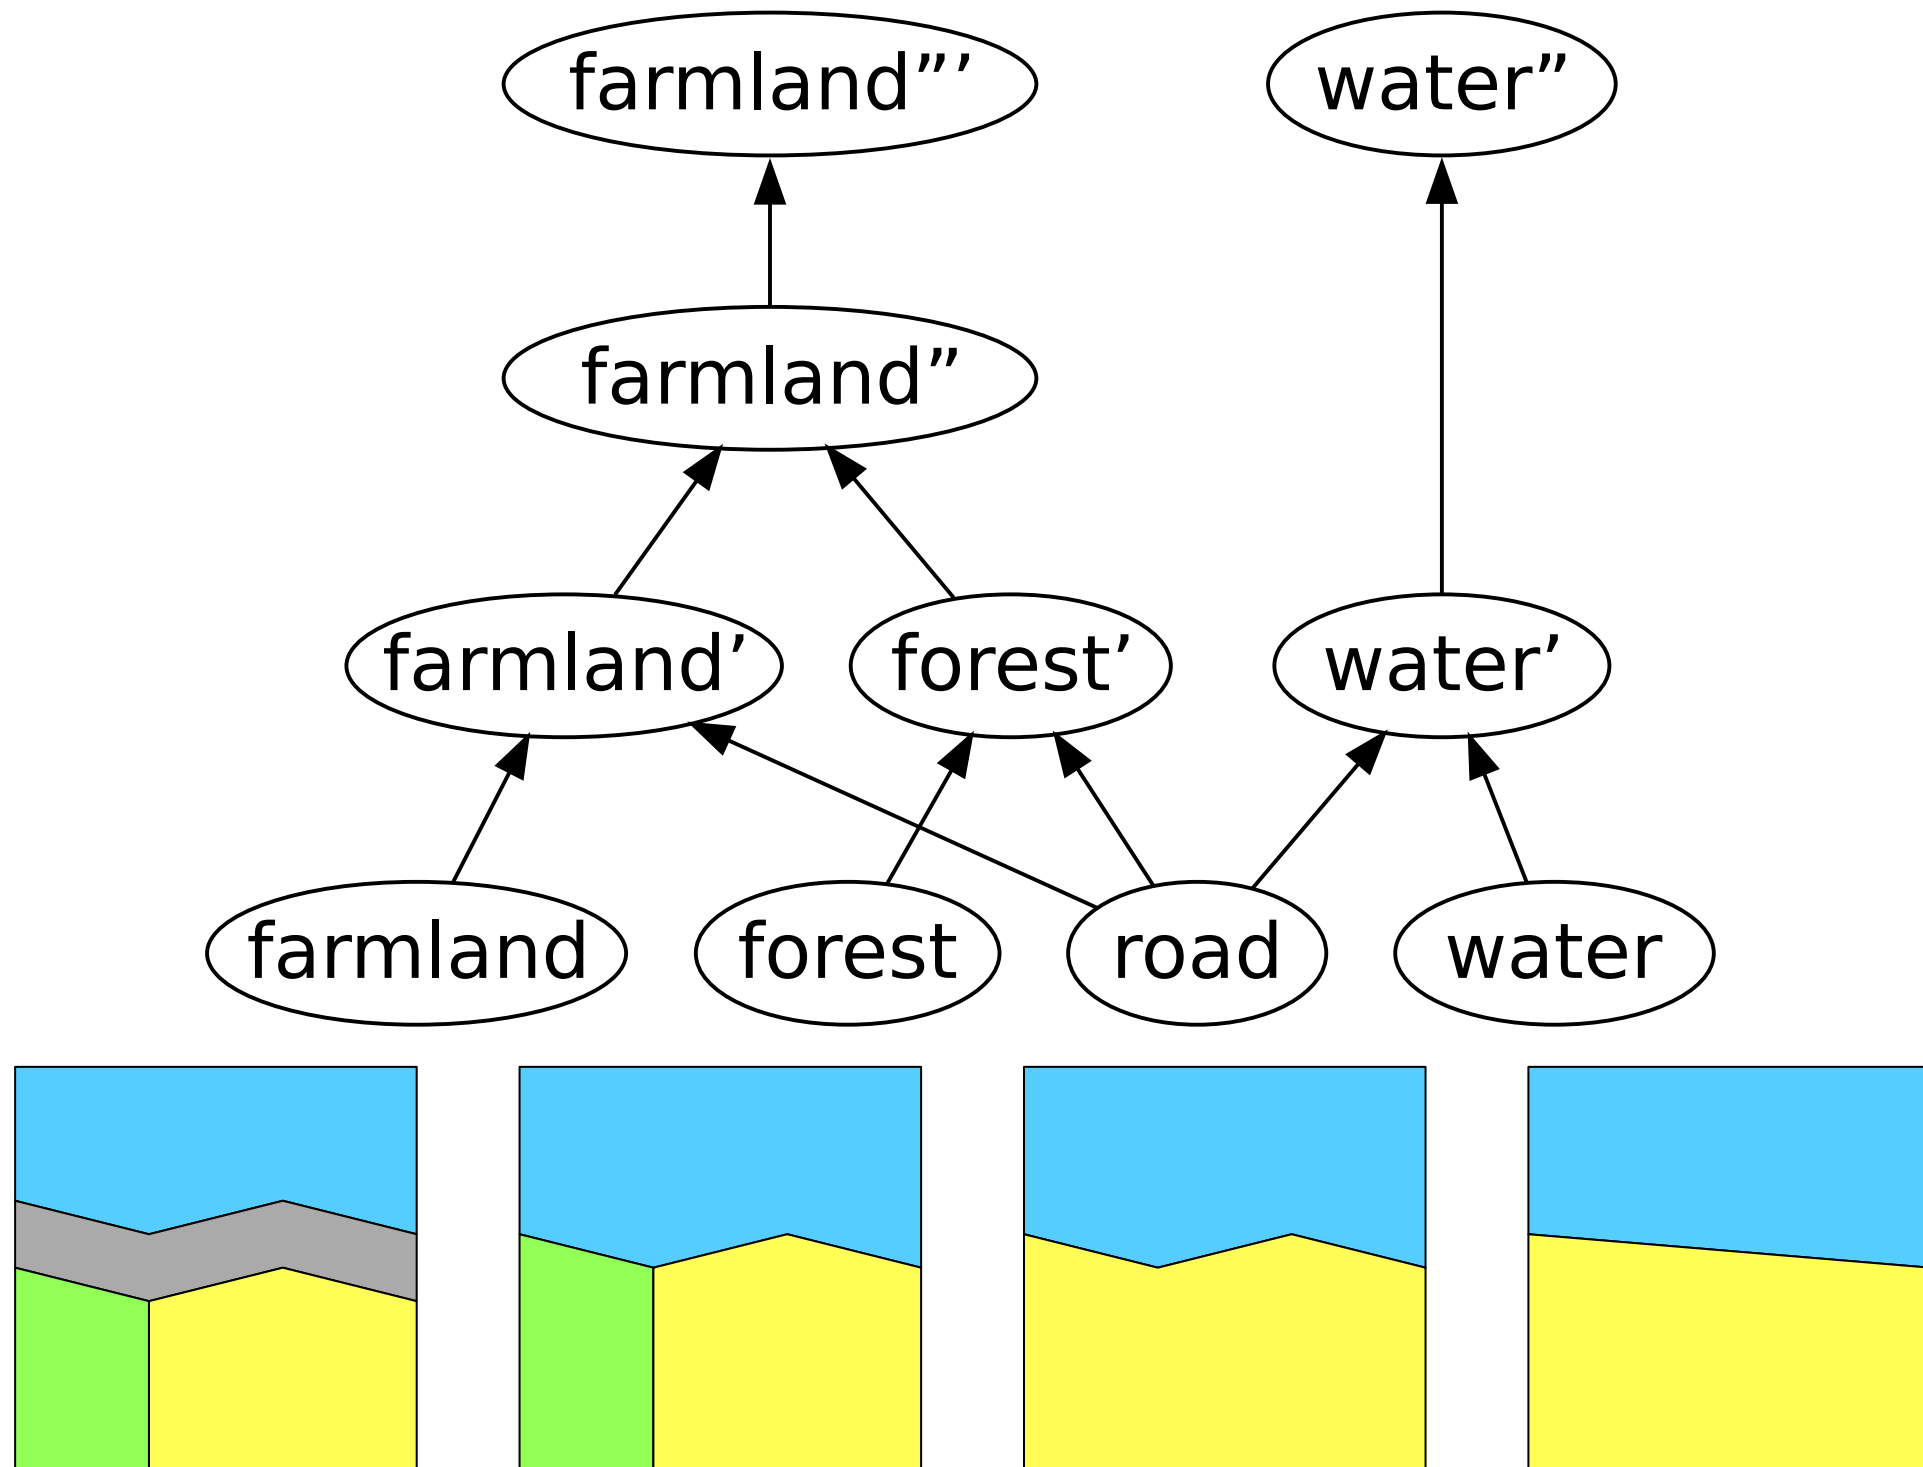 farmland”’ water”
farmland”
farmland’ forest’ water’
farmland forest road water